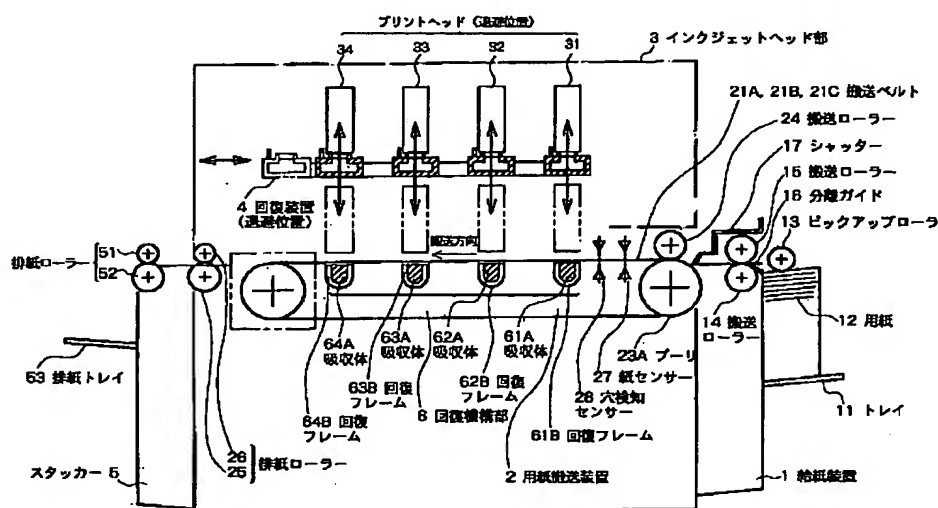 プリントヘッド(退避位置)
34
33
32
31
3 インクジェットヘッド部
21A, 21B, 21C 搬送ベルト
24 搬送ローラー
17 シャッター
15 搬送ローラー
16 分離ガイド
13 ピックアップローラ
4 回復装置
(退避位置)
搬送方向
排紙ローラー
51
52
53 排紙トレイ
64A
吸収体
63A
吸収体
62A
吸収体
61A
吸収体
23A プーリ
14 搬送
ローラー
12 用紙
11 トレイ
27 紙センサー
28 穴検知
センサー
64B 回復
フレーム
63B 回復
フレーム
6 回復機構部
62B 回復
フレーム
61B 回復フレーム
2 用紙搬送装置
26
25
排紙ローラー
スタッカー 5
1 給紙装置